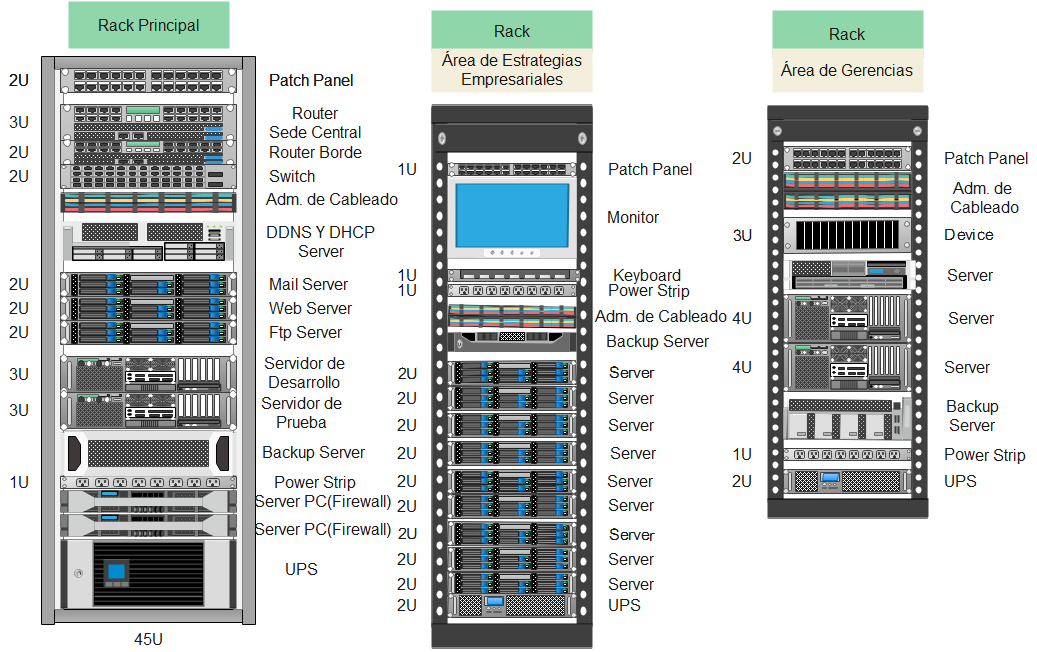 Rack Principal
2U Patch Panel
3U Router
Sede Central
2U Router Borde
2U Switch
Adm. de Cableado
DDNS Y DHCP
Server
2U Mail Server
2U Web Server
2U Ftp Server
3U Servidor de
Desarrollo
3U Servidor de
Prueba
Backup Server
1U Power Strip
Server PC(Firewall)
Server PC(Firewall)
UPS
45U
Rack
Área de Estrategias
Empresariales
1U Patch Panel
Monitor
1U Keyboard
1U Power Strip
Adm. de Cableado
Backup Server
2U Server
2U Server
2U Server
2U Server
2U Server
2U Server
2U Server
2U Server
2U Server
2U UPS
Rack
Área de Gerencias
2U Patch Panel
Adm. de
Cableado
3U Device
Server
4U Server
4U Server
Backup
Server
1U Power Strip
2U UPS